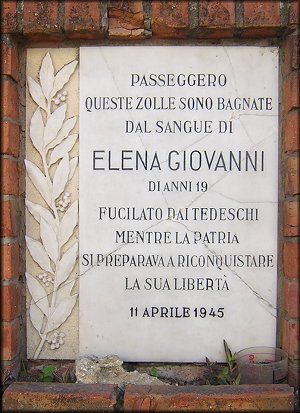 PASSEGGERO
QUESTE ZOLLE SONO BAGNATE
DAL SANGUE DI
ELENA GIOVANNI
DI ANNI 19
FUCILATO DAI TEDESCHI
MENTRE LA PATRIA
SI PREPARAVA A RICONQUISTARE
LA SUA LIBERTÀ
11 APRILE 1945